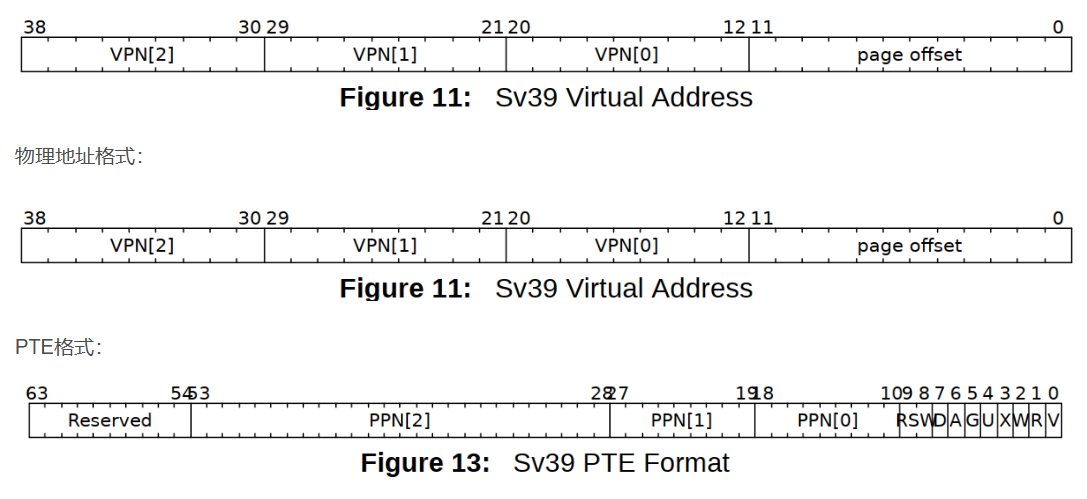 38 30 29 21 20 12 11 0
VPN[2] VPN[1] VPN[0] page offset
Figure 11: Sv39 Virtual Address
物理地址格式：
38 30 29 21 20 12 11 0
VPN[2] VPN[1] VPN[0] page offset
Figure 11: Sv39 Virtual Address
PTE格式：
63 54 53 28 27 19 18 10 9 8 7 6 5 4 3 2 1 0
Reserved PPN[2] PPN[1] PPN[0] RSW D A G U X W R V
Figure 13: Sv39 PTE Format